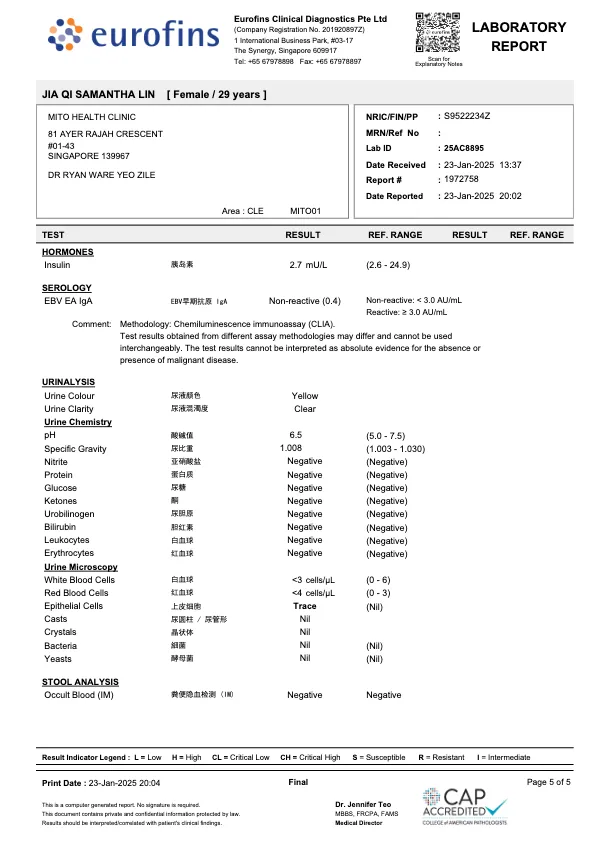 eurofins
Eurofins Clinical Diagnostics Pte Ltd
(Company Registration No. 201920897Z)
1 International Business Park, #03-17
The Synergy, Singapore 609917
Tel: +65 67978898 Fax: +65 67978897
eurofins
Scan for
Explanatory Notes
LABORATORY
REPORT
JIA QI SAMANTHA LIN [ Female / 29 years ]
MITO HEALTH CLINIC
81 AYER RAJAH CRESCENT
#01-43
SINGAPORE 139967
DR RYAN WARE YEO ZILE
Area : CLE MITO01
NRIC/FIN/PP : S9522234Z
MRN/Ref No :
Lab ID : 25AC8895
Date Received : 23-Jan-2025 13:37
Report # : 1972758
Date Reported : 23-Jan-2025 20:02
TEST RESULT REF. RANGE RESULT REF. RANGE
HORMONES
Insulin 胰岛素 2.7 mU/L (2.6 - 24.9)
SEROLOGY
EBV EA IgA EBV早期抗原 IgA Non-reactive (0.4) Non-reactive: < 3.0 AU/mL
Reactive: ≥ 3.0 AU/mL
Comment: Methodology: Chemiluminescence immunoassay (CLIA).
Test results obtained from different assay methodologies may differ and cannot be used
interchangeably. The test results cannot be interpreted as absolute evidence for the absence or
presence of malignant disease.
URINALYSIS
Urine Colour 尿液颜色 Yellow
Urine Clarity 尿液混濁度 Clear
Urine Chemistry
pH 酸碱值 6.5 (5.0 - 7.5)
Specific Gravity 尿比重 1.008 (1.003 - 1.030)
Nitrite 亚硝酸盐 Negative (Negative)
Protein 蛋白质 Negative (Negative)
Glucose 尿糖 Negative (Negative)
Ketones 酮 Negative (Negative)
Urobilinogen 尿胆原 Negative (Negative)
Bilirubin 胆红素 Negative (Negative)
Leukocytes 白血球 Negative (Negative)
Erythrocytes 红血球 Negative (Negative)
Urine Microscopy
White Blood Cells 白血球 <3 cells/µL (0 - 6)
Red Blood Cells 红血球 <4 cells/µL (0 - 3)
Epithelial Cells 上皮细胞 Trace (Nil)
Casts 尿圆柱 / 尿管形 Nil
Crystals 晶状体 Nil
Bacteria 細菌 Nil (Nil)
Yeasts 酵母菌 Nil (Nil)
STOOL ANALYSIS
Occult Blood (IM) 粪便隐血检测 (IM) Negative Negative
Result Indicator Legend : L = Low H = High CL = Critical Low CH = Critical High S = Susceptible R = Resistant I = Intermediate
Print Date : 23-Jan-2025 20:04 Final Page 5 of 5
This is a computer generated report. No signature is required.
This document contains private and confidential information protected by law.
Results should be interpreted/correlated with patient's clinical findings.
Dr. Jennifer Teo
MBBS, FRCPA, FAMS
Medical Director
CAP
ACCREDITED
COLLEGE of AMERICAN PATHOLOGISTS